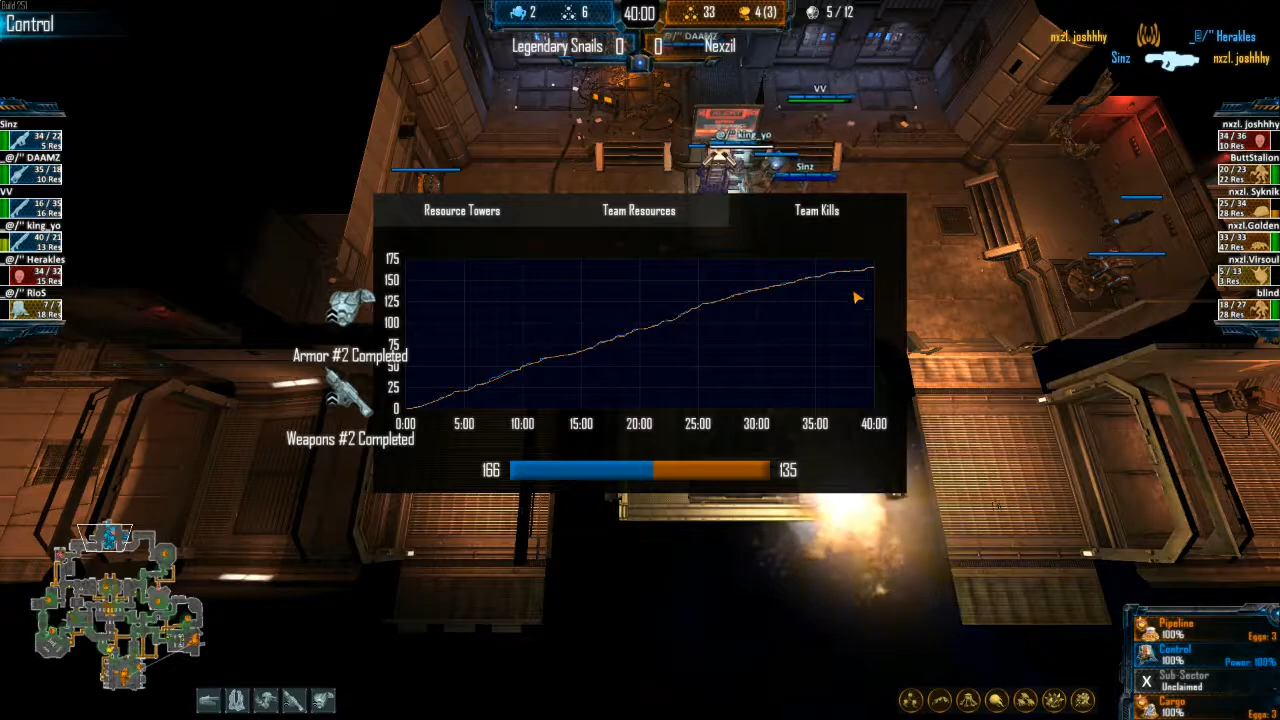 Build 251
Control
2 6 40:00 33 4 (3) 5 / 12
Legendary Snails 0 0 Nexzil
nxzl. joshhhy _@/" Herakles
Sinz nxzl. joshhhy
Sinz
34 / 22
5 Res
_@/" DAAMZ
35 / 18
10 Res
VV
16 / 35
16 Res
_@/" king_yo
40 / 21
13 Res
_@/" Herakles
34 / 32
15 Res
_@/" RioS
7 / 7
18 Res
nxzl. joshhhy
34 / 36
10 Res
ButtStalion
20 / 23
22 Res
nxzl. Syknik
25 / 34
28 Res
nxzl.Golden
33 / 33
47 Res
nxzl.Virsoul
5 / 13
3 Res
blind
18 / 27
28 Res
DAAMZ
VV
_@/" king_yo
Sinz
Resource Towers Team Resources Team Kills
175
150
125
100
75
50
25
0
0:00 5:00 10:00 15:00 20:00 25:00 30:00 35:00 40:00
166 135
Armor #2 Completed
Weapons #2 Completed
Pipeline
100% Eggs: 3
Control
100% Power: 100%
X Sub-Sector
Unclaimed
Cargo
100% Eggs: 3